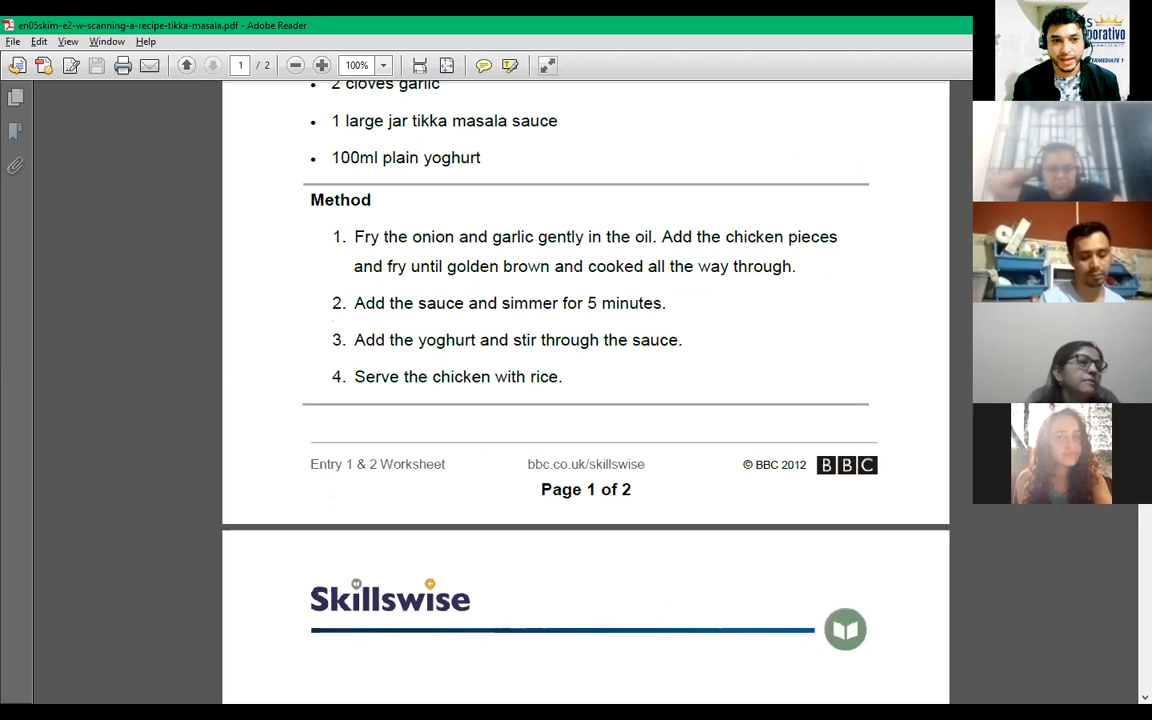 en05skim-e2-w-scanning-a-recipe-tikka-masala.pdf - Adobe Reader
File Edit View Window Help
1 / 2 100%
• 2 cloves garlic
• 1 large jar tikka masala sauce
• 100ml plain yoghurt
Method
1. Fry the onion and garlic gently in the oil. Add the chicken pieces
and fry until golden brown and cooked all the way through.
2. Add the sauce and simmer for 5 minutes.
3. Add the yoghurt and stir through the sauce.
4. Serve the chicken with rice.
Entry 1 & 2 Worksheet bbc.co.uk/skillswise © BBC 2012 BBC
Page 1 of 2
Skillswise